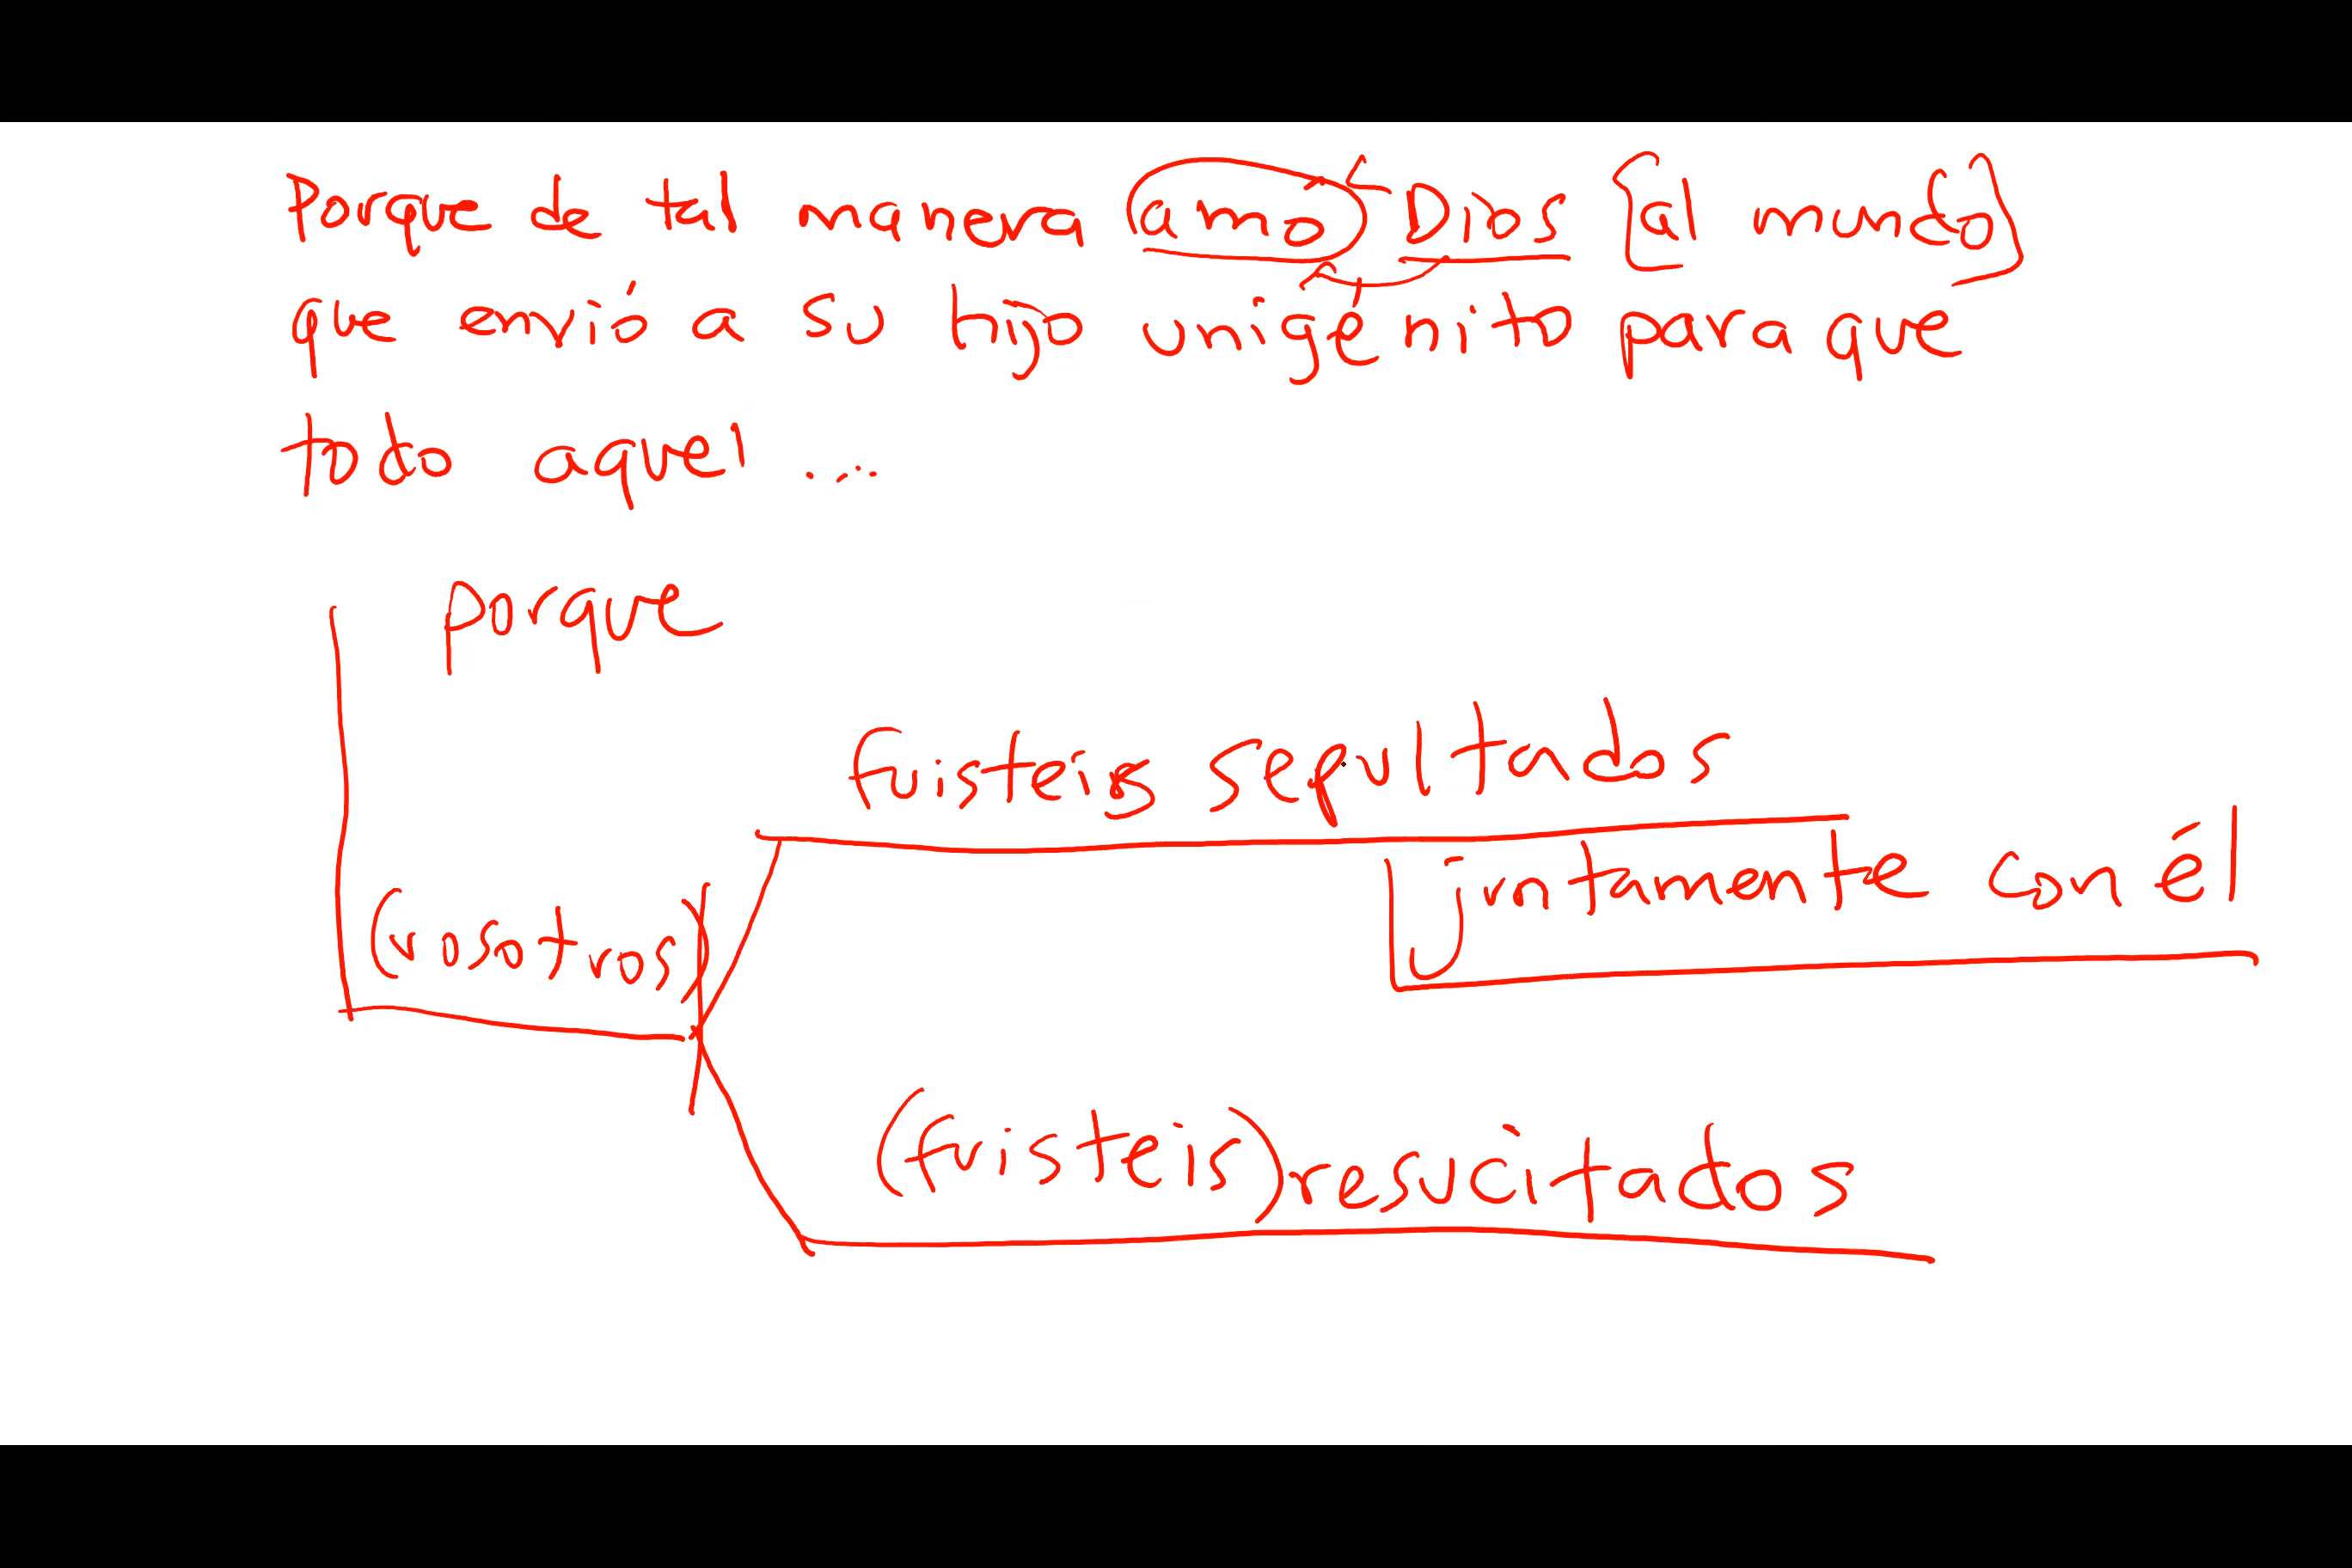 Porque de tal manera (amó) Dios [al mundo]
que envió a su hijo unigénito para que
todo aquel ....
porque
fuisteis sepultados
juntamente con él
(vosotros)
(fuisteis) resucitados